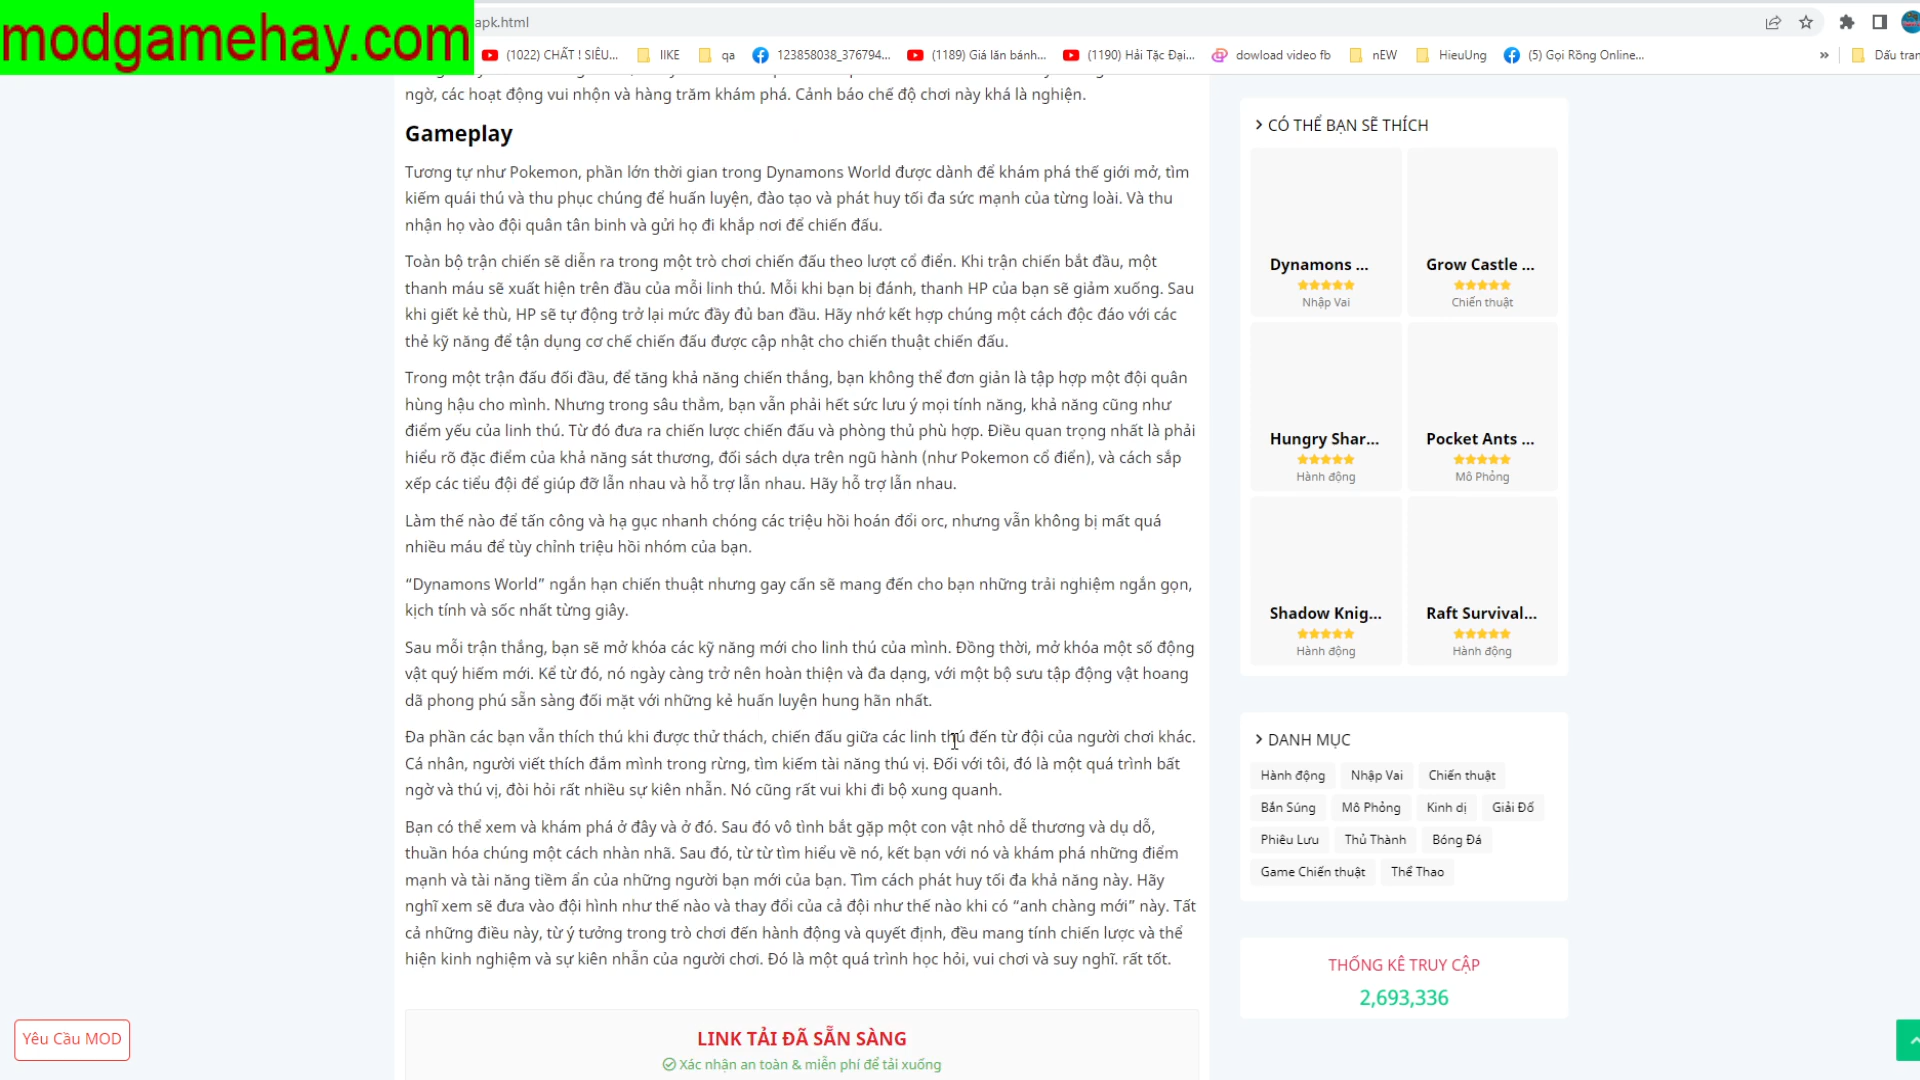 modgamehay.com
apk.html
(1022) CHẤT ! SIÊU...
IIKE
qa
123858038_376794...
(1189) Giá lăn bánh...
(1190) Hải Tặc Đại...
dowload video fb
nEW
HieuUng
(5) Gọi Rồng Online...
»
Dấu tran
ngờ, các hoạt động vui nhộn và hàng trăm khám phá. Cảnh báo chế độ chơi này khá là nghiện.
Gameplay
Tương tự như Pokemon, phần lớn thời gian trong Dynamons World được dành để khám phá thế giới mở, tìm
kiếm quái thú và thu phục chúng để huấn luyện, đào tạo và phát huy tối đa sức mạnh của từng loài. Và thu
nhận họ vào đội quân tân binh và gửi họ đi khắp nơi để chiến đấu.
Toàn bộ trận chiến sẽ diễn ra trong một trò chơi chiến đấu theo lượt cổ điển. Khi trận chiến bắt đầu, một
thanh máu sẽ xuất hiện trên đầu của mỗi linh thú. Mỗi khi bạn bị đánh, thanh HP của bạn sẽ giảm xuống. Sau
khi giết kẻ thù, HP sẽ tự động trở lại mức đầy đủ ban đầu. Hãy nhớ kết hợp chúng một cách độc đáo với các
thẻ kỹ năng để tận dụng cơ chế chiến đấu được cập nhật cho chiến thuật chiến đấu.
Trong một trận đấu đối đầu, để tăng khả năng chiến thắng, bạn không thể đơn giản là tập hợp một đội quân
hùng hậu cho mình. Nhưng trong sâu thẳm, bạn vẫn phải hết sức lưu ý mọi tính năng, khả năng cũng như
điểm yếu của linh thú. Từ đó đưa ra chiến lược chiến đấu và phòng thủ phù hợp. Điều quan trọng nhất là phải
hiểu rõ đặc điểm của khả năng sát thương, đối sách dựa trên ngũ hành (như Pokemon cổ điển), và cách sắp
xếp các tiểu đội để giúp đỡ lẫn nhau và hỗ trợ lẫn nhau. Hãy hỗ trợ lẫn nhau.
Làm thế nào để tấn công và hạ gục nhanh chóng các triệu hồi hoán đổi orc, nhưng vẫn không bị mất quá
nhiều máu để tùy chỉnh triệu hồi nhóm của bạn.
“Dynamons World” ngắn hạn chiến thuật nhưng gay cấn sẽ mang đến cho bạn những trải nghiệm ngắn gọn,
kịch tính và sốc nhất từng giây.
Sau mỗi trận thắng, bạn sẽ mở khóa các kỹ năng mới cho linh thú của mình. Đồng thời, mở khóa một số động
vật quý hiếm mới. Kể từ đó, nó ngày càng trở nên hoàn thiện và đa dạng, với một bộ sưu tập động vật hoang
dã phong phú sẵn sàng đối mặt với những kẻ huấn luyện hung hãn nhất.
Đa phần các bạn vẫn thích thú khi được thử thách, chiến đấu giữa các linh thú đến từ đội của người chơi khác.
Cá nhân, người viết thích đắm mình trong rừng, tìm kiếm tài năng thú vị. Đối với tôi, đó là một quá trình bất
ngờ và thú vị, đòi hỏi rất nhiều sự kiên nhẫn. Nó cũng rất vui khi đi bộ xung quanh.
Bạn có thể xem và khám phá ở đây và ở đó. Sau đó vô tình bắt gặp một con vật nhỏ dễ thương và dụ dỗ,
thuần hóa chúng một cách nhàn nhã. Sau đó, từ từ tìm hiểu về nó, kết bạn với nó và khám phá những điểm
mạnh và tài năng tiềm ẩn của những người bạn mới của bạn. Tìm cách phát huy tối đa khả năng này. Hãy
nghĩ xem sẽ đưa vào đội hình như thế nào và thay đổi của cả đội như thế nào khi có “anh chàng mới” này. Tất
cả những điều này, từ ý tưởng trong trò chơi đến hành động và quyết định, đều mang tính chiến lược và thể
hiện kinh nghiệm và sự kiên nhẫn của người chơi. Đó là một quá trình học hỏi, vui chơi và suy nghĩ. rất tốt.
LINK TẢI ĐÃ SẴN SÀNG
Xác nhận an toàn & miễn phí để tải xuống
Yêu Cầu MOD
CÓ THỂ BẠN SẼ THÍCH
Dynamons ...
Nhập Vai
Grow Castle ...
Chiến thuật
Hungry Shar...
Hành động
Pocket Ants ...
Mô Phỏng
Shadow Knig...
Hành động
Raft Survival...
Hành động
DANH MỤC
Hành động
Nhập Vai
Chiến thuật
Bắn Súng
Mô Phỏng
Kinh dị
Giải Đố
Phiêu Lưu
Thủ Thành
Bóng Đá
Game Chiến thuật
Thể Thao
THỐNG KÊ TRUY CẬP
2,693,336